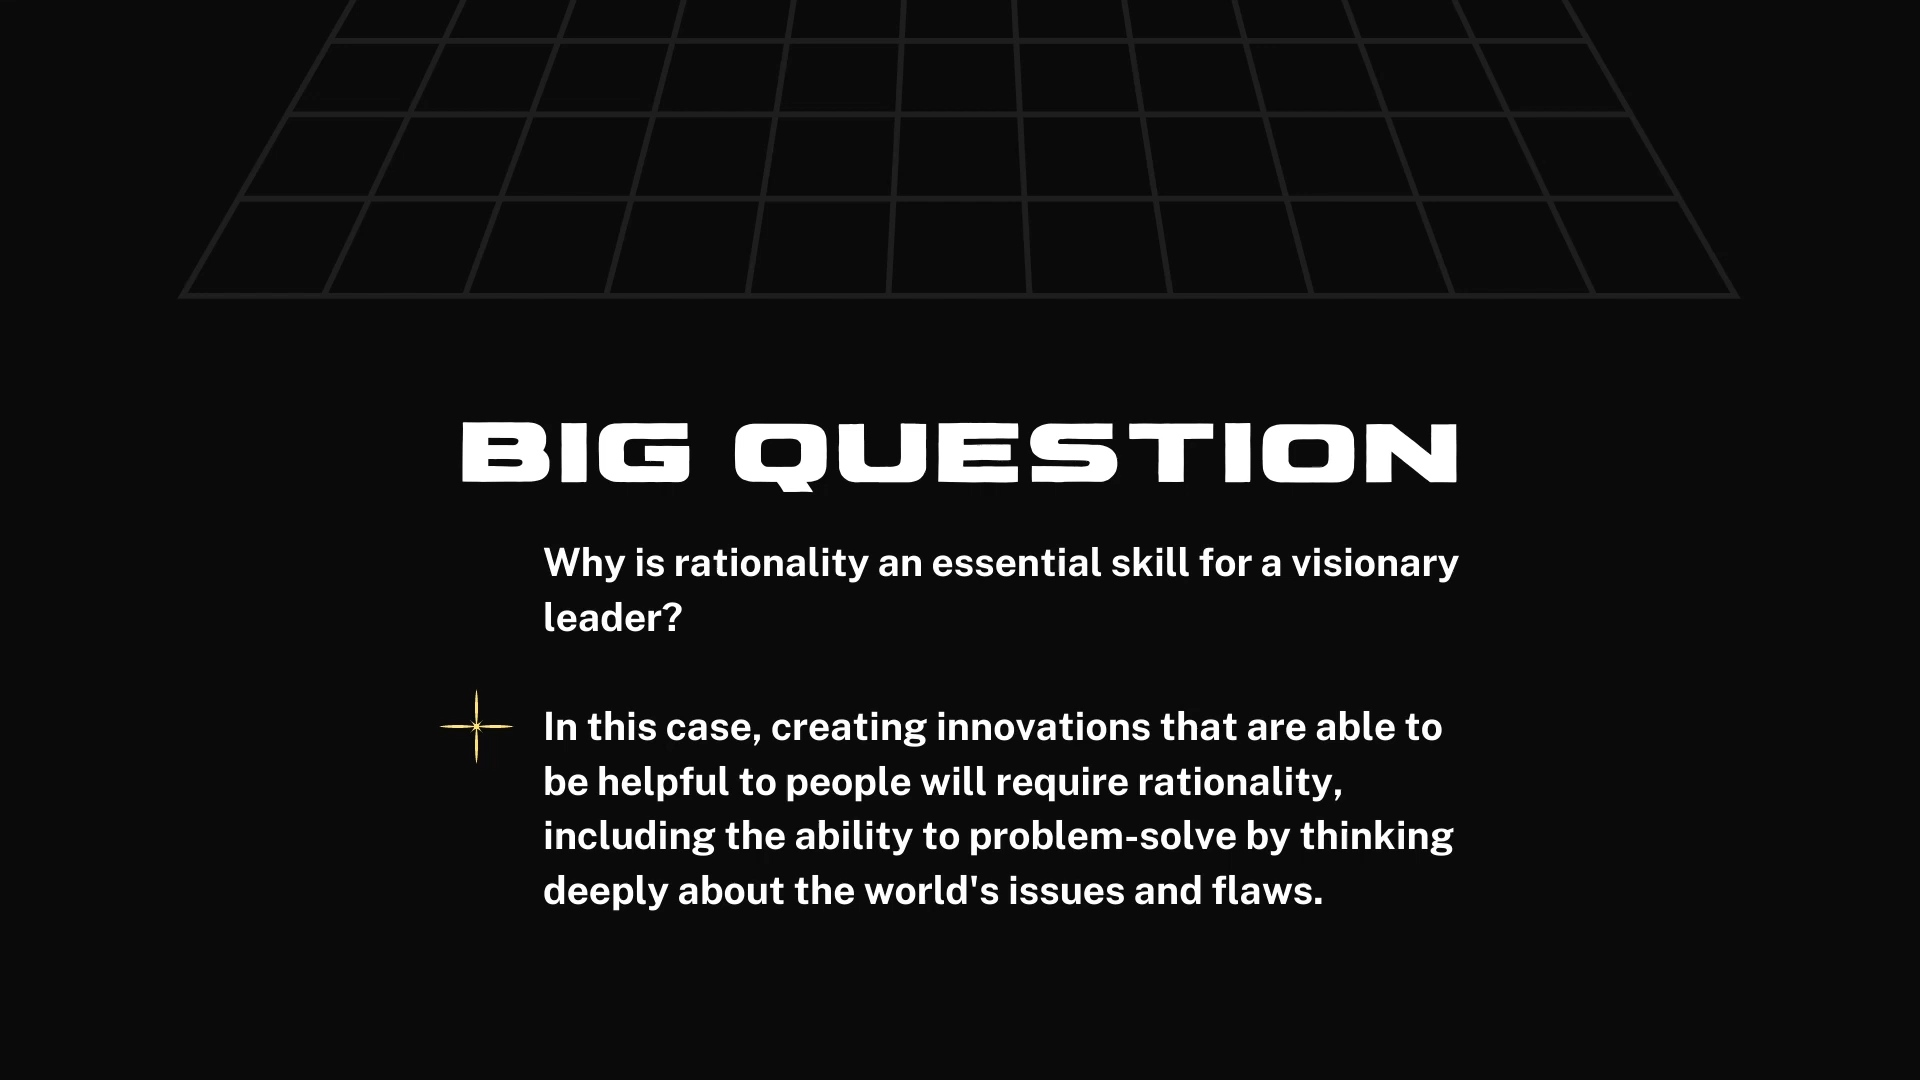 BIG QUESTION
Why is rationality an essential skill for a visionary
leader?
In this case, creating innovations that are able to
be helpful to people will require rationality,
including the ability to problem-solve by thinking
deeply about the world's issues and flaws.